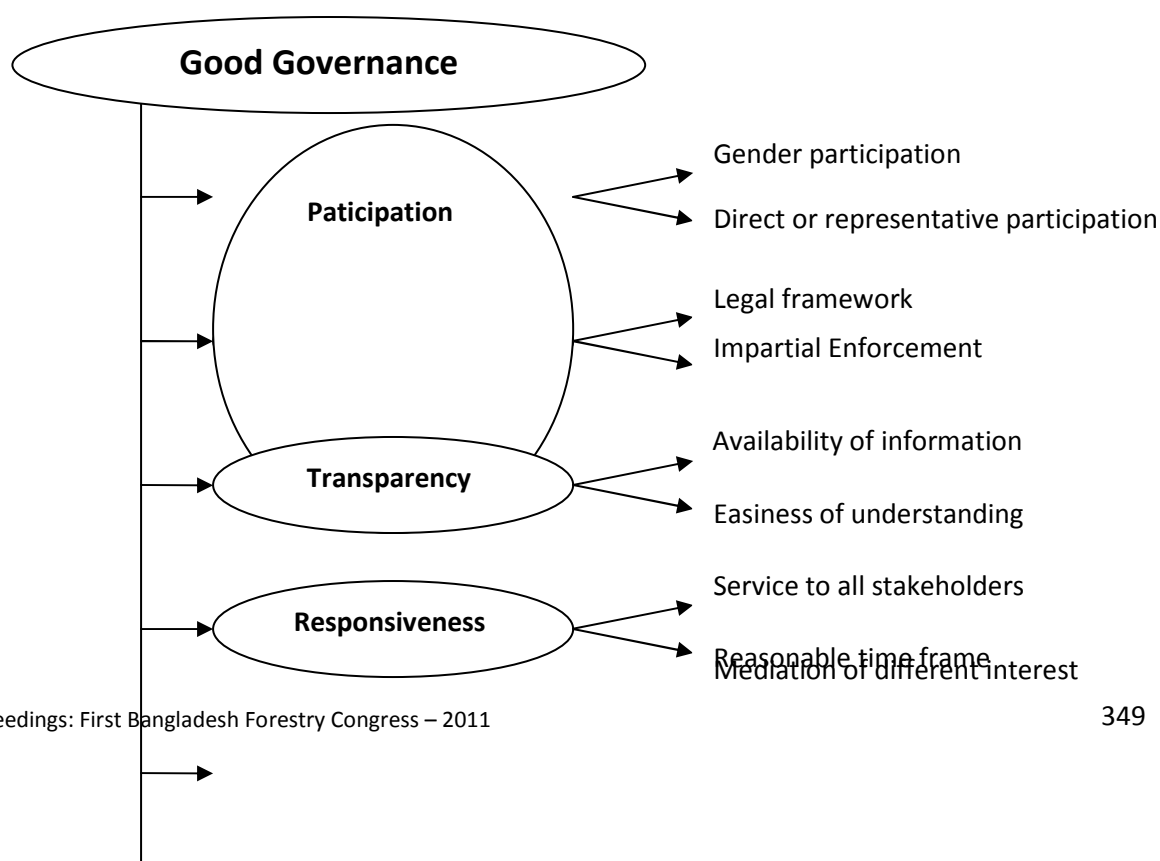 Good Governance
Gender participation
Paticipation
Direct or representative participation
Legal framework
Impartial Enforcement
Availability of information
Transparency
Easiness of understanding
Service to all stakeholders
Responsiveness
Reasonable time frame
Mediation of different interest
eedings: First Bangladesh Forestry Congress – 2011
349